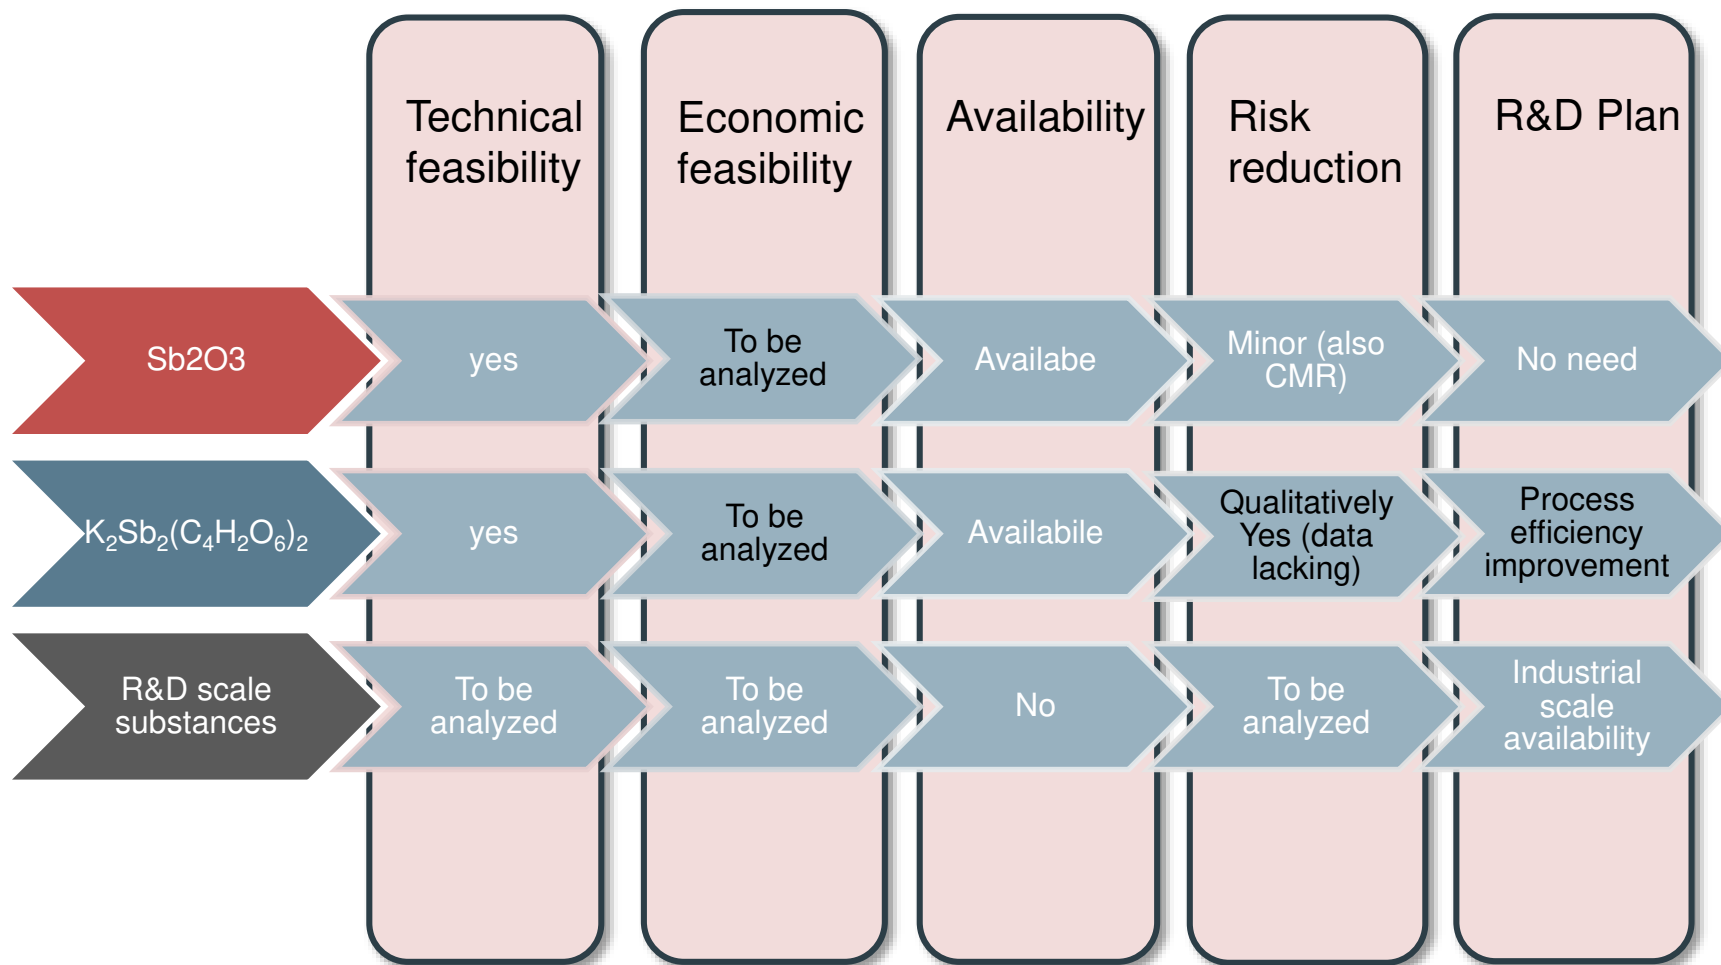 Technical
feasibility
Economic
feasibility
Availability
Risk
reduction
R&D Plan
Sb2O3
yes
To be
analyzed
Availabe
Minor (also
CMR)
No need
K₂Sb₂(C₄H₂O₆)₂
yes
To be
analyzed
Availabile
Qualitatively
Yes (data
lacking)
Process
efficiency
improvement
R&D scale
substances
To be
analyzed
To be
analyzed
No
To be
analyzed
Industrial
scale
availability